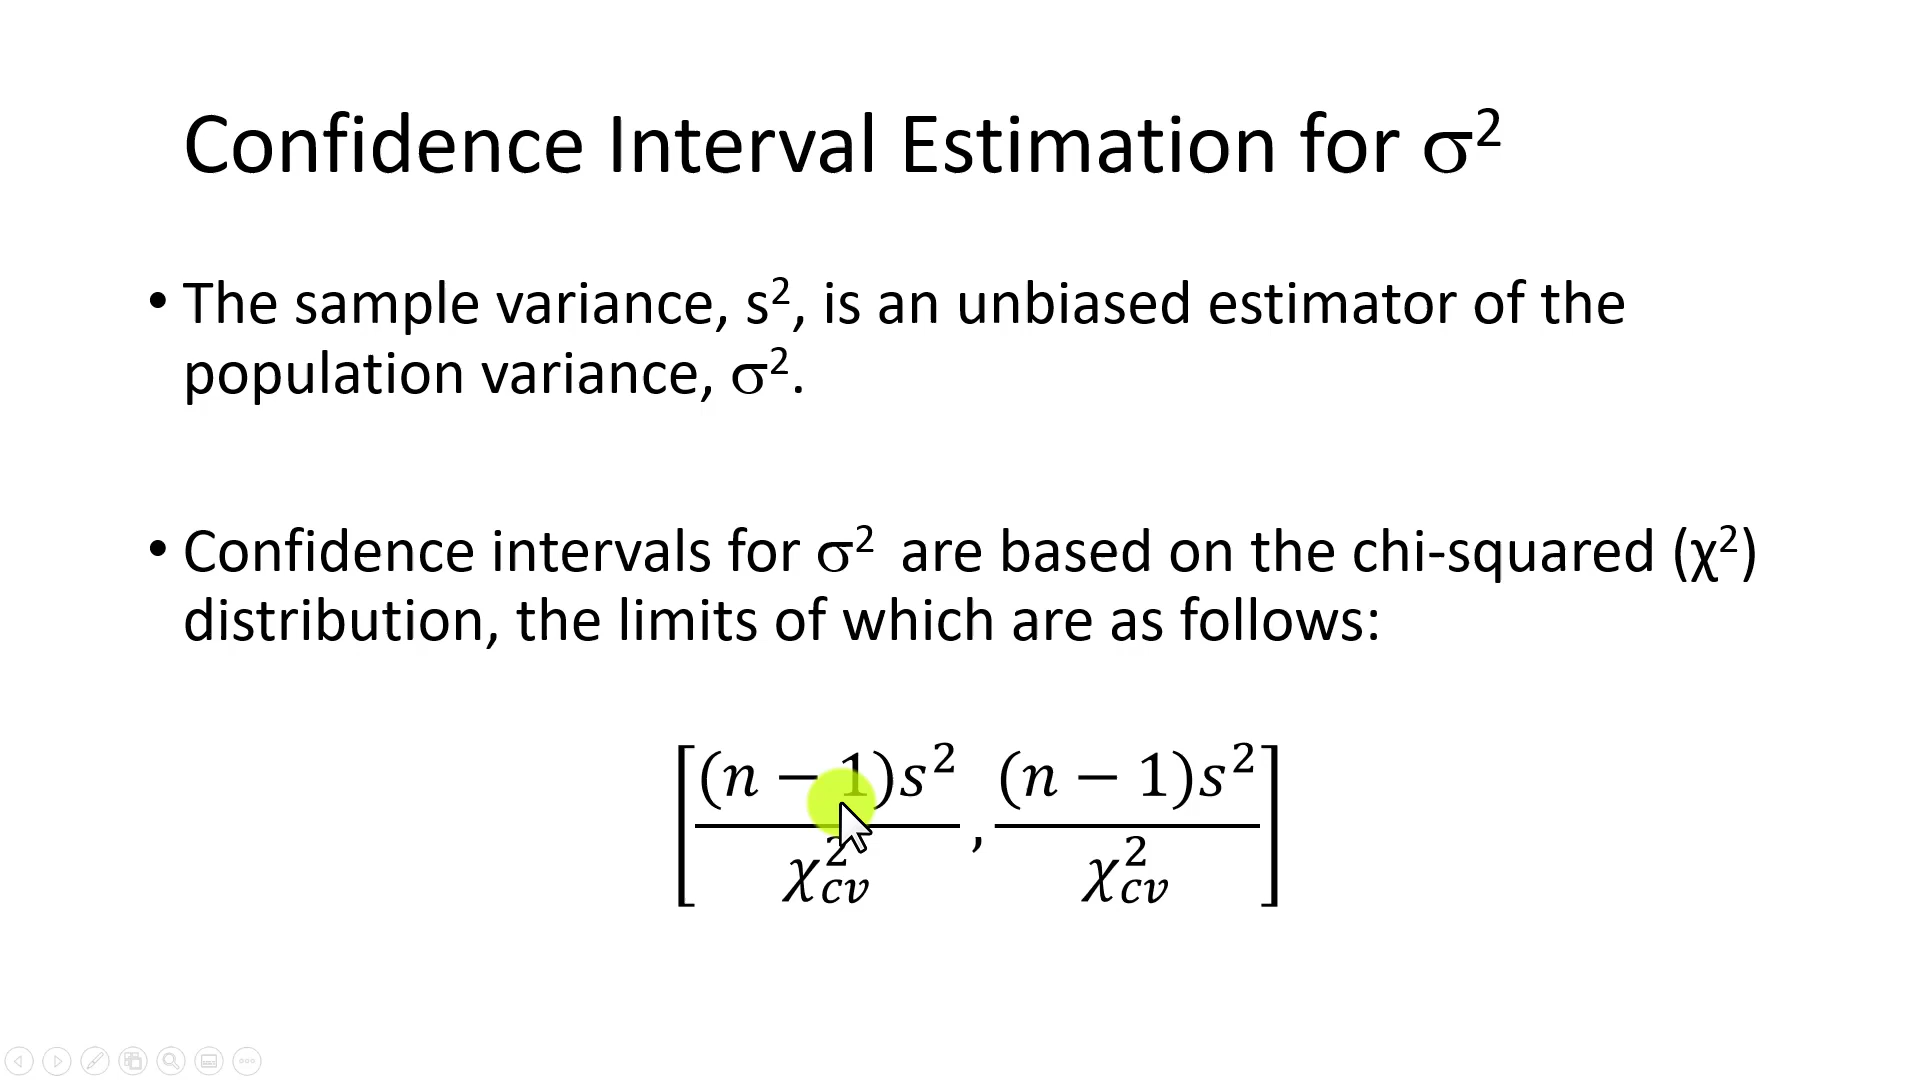 Confidence Interval Estimation for σ²
• The sample variance, s², is an unbiased estimator of the
population variance, σ².
• Confidence intervals for σ² are based on the chi-squared (χ²)
distribution, the limits of which are as follows:
[(n − 1)s² / χ²cv , (n − 1)s² / χ²cv]